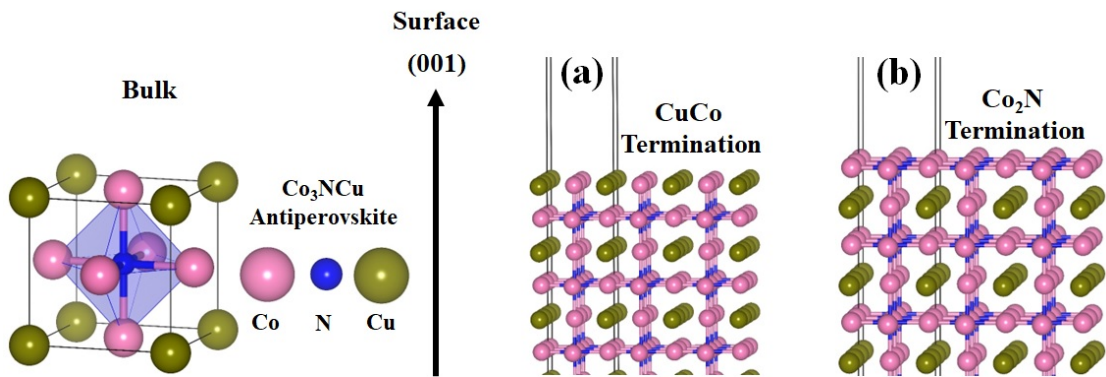 Bulk
Co₃NCu
Antiperovskite
Co
N
Cu
Surface
(001)
(a)
CuCo
Termination
(b)
Co₂N
Termination